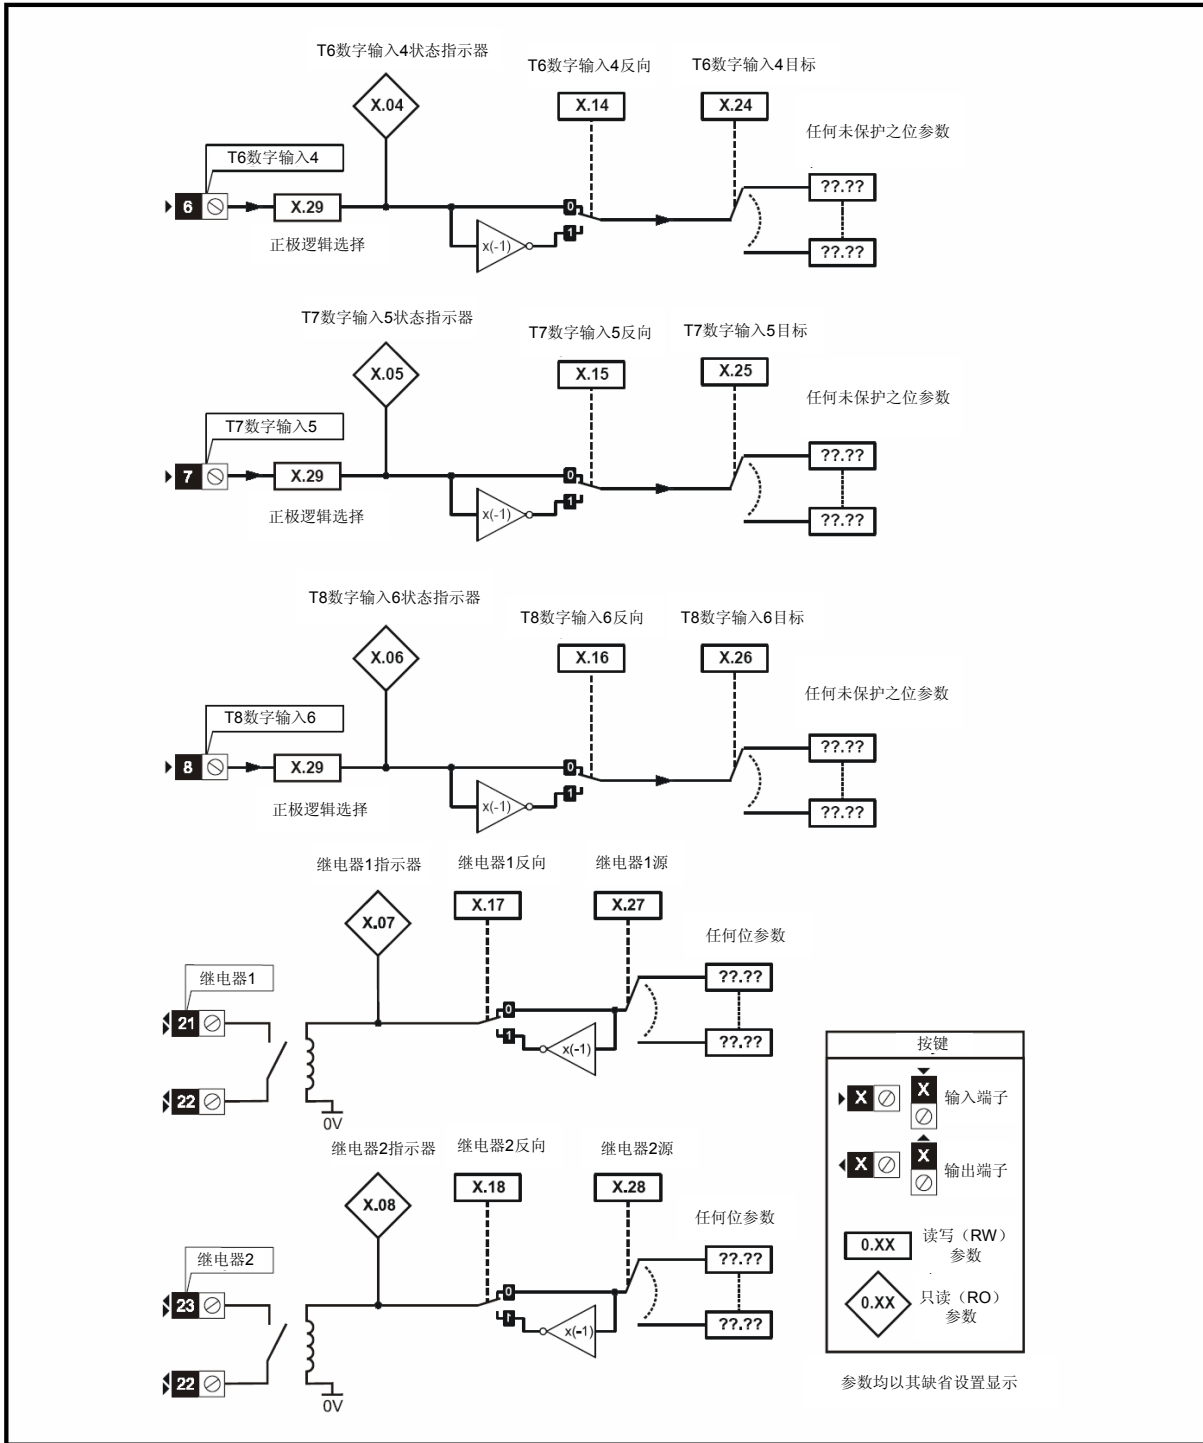 T6数字输入4状态指示器
T6数字输入4反向
T6数字输入4目标
X.04
X.14
X.24
任何未保护之位参数
T6数字输入4
6
X.29
0
1
x(-1)
??.??
??.??
正极逻辑选择
T7数字输入5状态指示器
T7数字输入5反向
T7数字输入5目标
X.05
X.15
X.25
任何未保护之位参数
T7数字输入5
7
X.29
0
1
x(-1)
??.??
??.??
正极逻辑选择
T8数字输入6状态指示器
T8数字输入6反向
T8数字输入6目标
X.06
X.16
X.26
任何未保护之位参数
T8数字输入6
8
X.29
0
1
x(-1)
??.??
??.??
正极逻辑选择
继电器1指示器
继电器1反向
继电器1源
X.07
X.17
X.27
任何位参数
继电器1
21
0
1
x(-1)
??.??
??.??
22
0V
继电器2指示器
继电器2反向
继电器2源
X.08
X.18
X.28
任何位参数
继电器2
23
0
1
x(-1)
??.??
??.??
22
0V
按键
X
X
输入端子
X
X
输出端子
0.XX
读写（RW）
参数
0.XX
只读（RO）
参数
参数均以其缺省设置显示